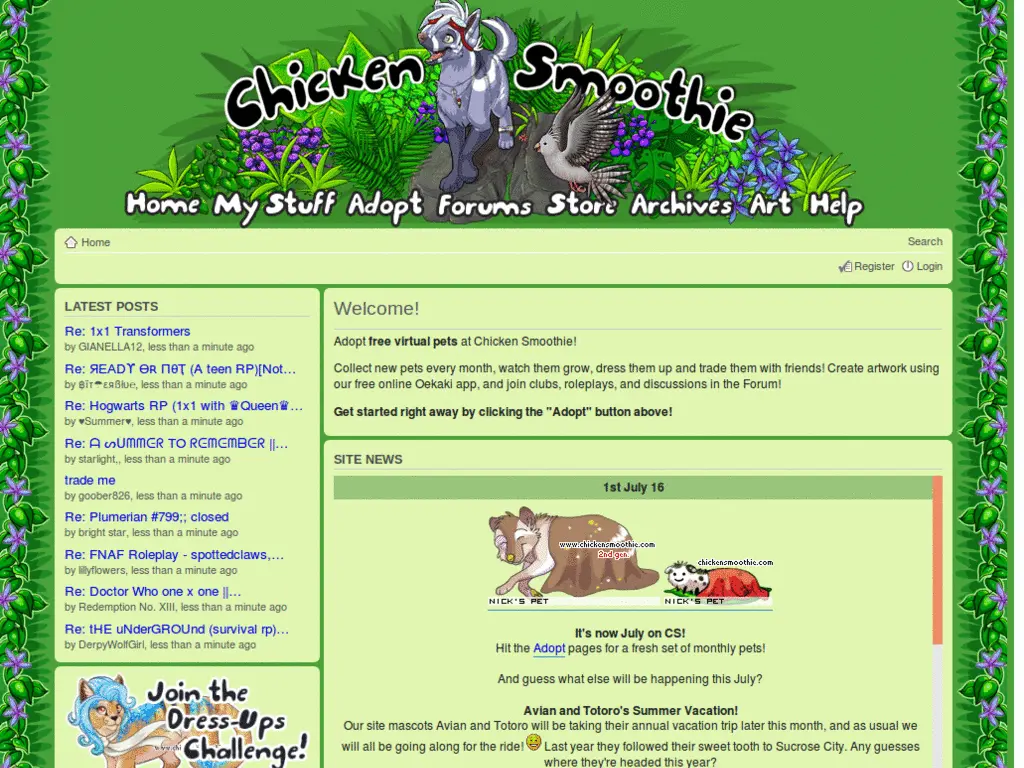 Chicken Smoothie
Home My Stuff Adopt Forums Store Archives Art Help
Home
Search
Register Login
LATEST POSTS
Re: 1x1 Transformers
by GIANELLA12, less than a minute ago
Re: ЯEADϓ ӨR ПθҬ (A teen RP)[Not…
less than a minute ago
Re: Hogwarts RP (1x1 with ♛Queen♛…
by ♥Summer♥, less than a minute ago
Re: ᗩ ᔕᑌᗰᗰᕮᖇ TO ᖇᕮᗰᕮᗰᗷᕮᖇ ||…
by starlight,, less than a minute ago
trade me
by goober826, less than a minute ago
Re: Plumerian #799;; closed
by bright star, less than a minute ago
Re: FNAF Roleplay - spottedclaws,…
by lillyflowers, less than a minute ago
Re: Doctor Who one x one ||…
by Redemption No. XIII, less than a minute ago
Re: tHE uNderGROUnd (survival rp)…
by DerpyWolfGirl, less than a minute ago
Join the
Dress-Ups
Challenge!
Welcome!
Adopt free virtual pets at Chicken Smoothie!
Collect new pets every month, watch them grow, dress them up and trade them with friends! Create artwork using
our free online Oekaki app, and join clubs, roleplays, and discussions in the Forum!
Get started right away by clicking the "Adopt" button above!
SITE NEWS
1st July 16
www.chickensmoothie.com
2nd gen.
NICK'S PET
chickensmoothie.com
NICK'S PET
It's now July on CS!
Hit the Adopt pages for a fresh set of monthly pets!
And guess what else will be happening this July?
Avian and Totoro's Summer Vacation!
Our site mascots Avian and Totoro will be taking their annual vacation trip later this month, and as usual we
will all be going along for the ride! Last year they followed their sweet tooth to Sucrose City. Any guesses
where they're headed this year?